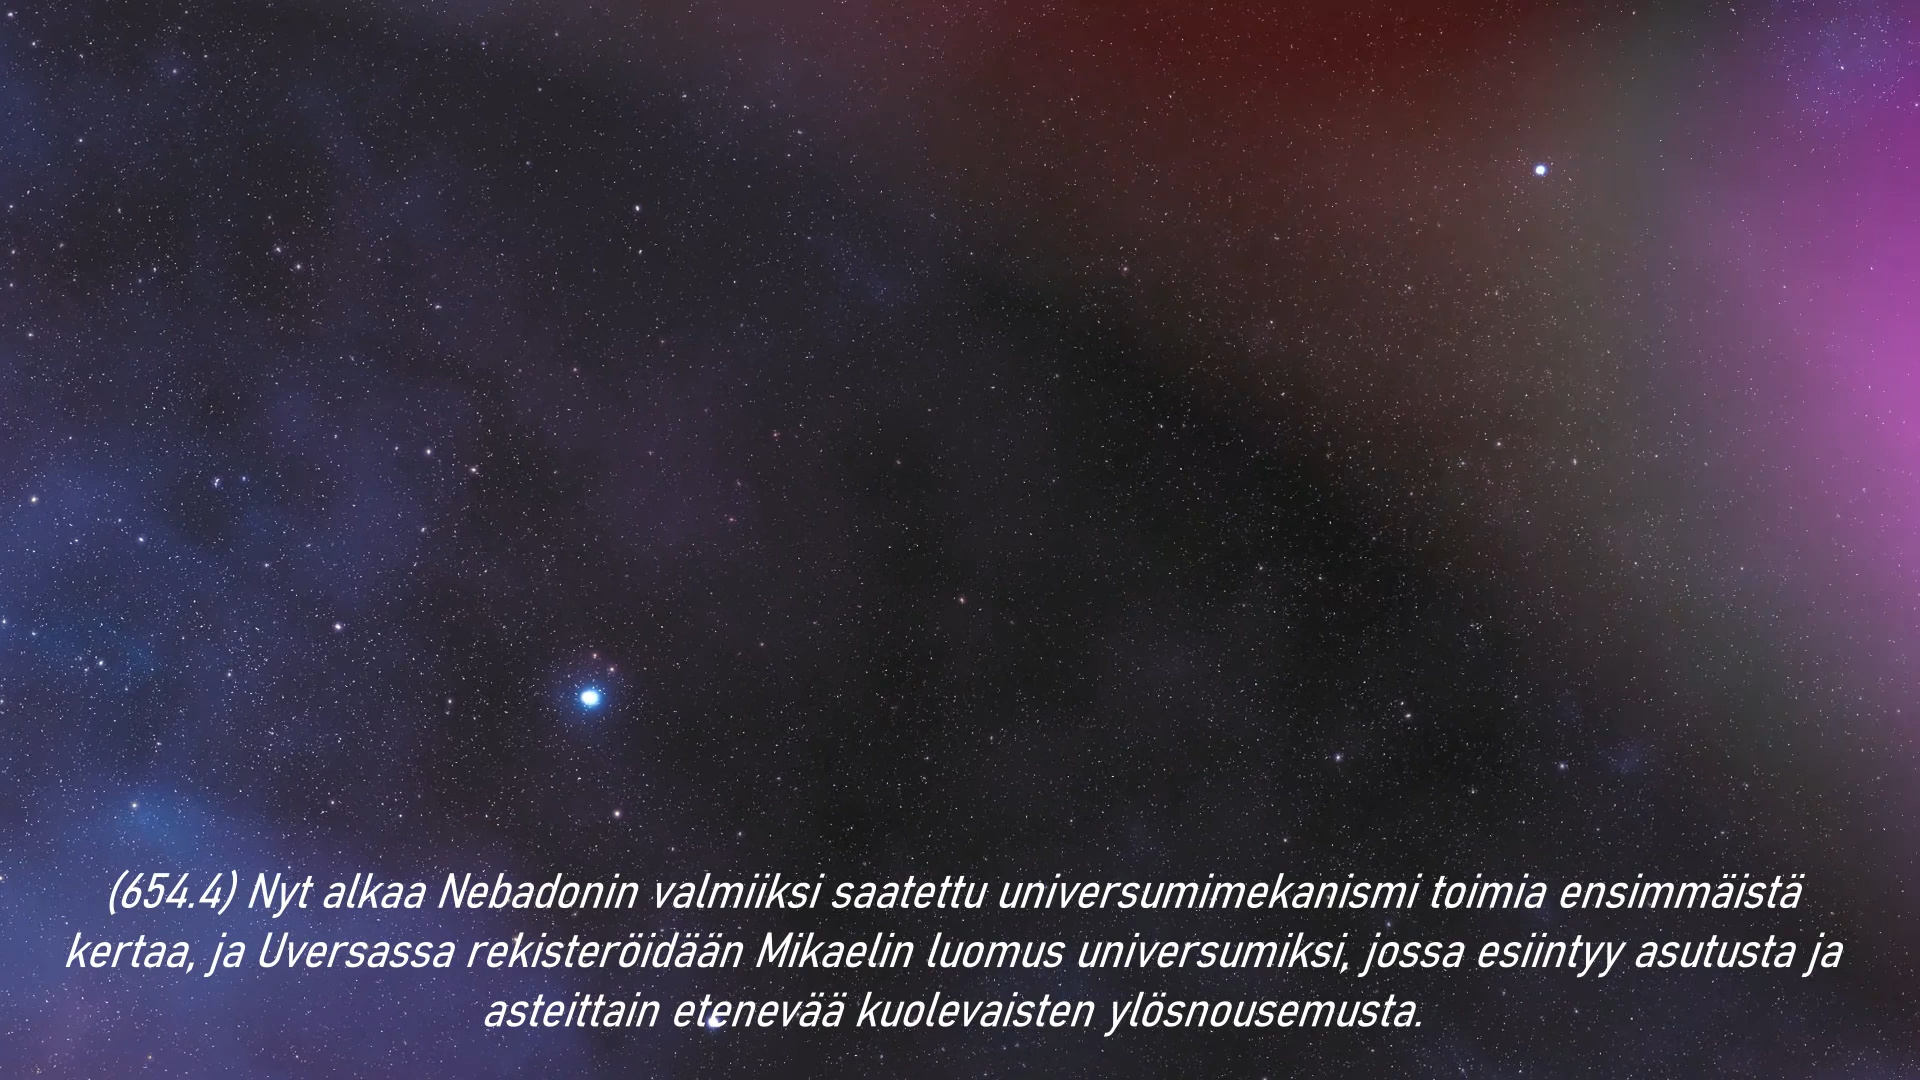 (654.4) Nyt alkaa Nebadonin valmiiksi saatettu universumimekanismi toimia ensimmäistä
kertaa, ja Uversassa rekisteröidään Mikaelin luomus universumiksi, jossa esiintyy asutusta ja
asteittain etenevää kuolevaisten ylösnousemusta.